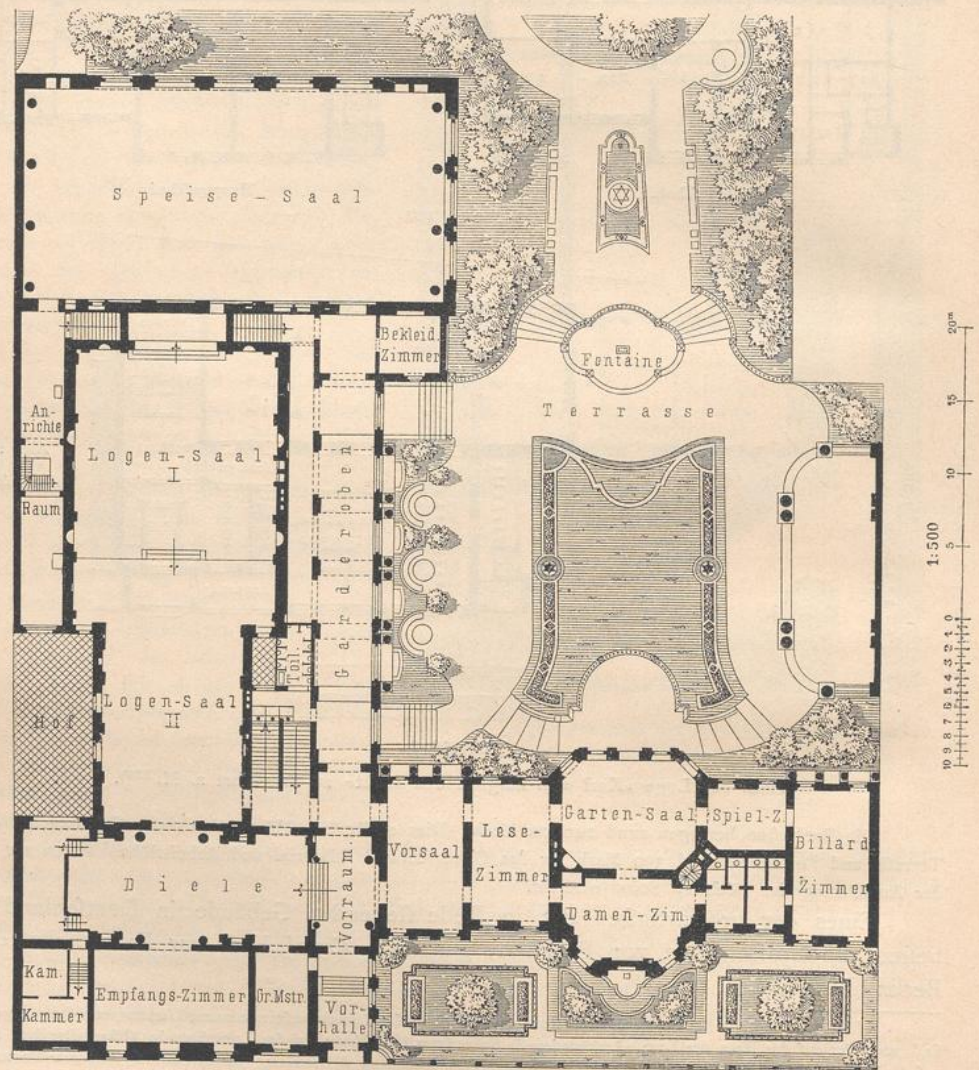 Speise-Saal
Bekleid.
Zimmer
Fontaine
Terrasse
An-
richte
Raum
Logen-Saal
I
Garderoben
Toil.
Logen-Saal
II
Hof
Vorsaal
Lese-
Zimmer
Garten-Saal
Spiel-Z.
Billard
Zimmer
Damen-Zim.
Diele
Vorraum.
Kam.
Kammer
Empfangs-Zimmer
Gr.Mstr.
Vor-
halle
1:500
10 9 8 7 6 5 4 3 2 1 0 5 10 15 20m